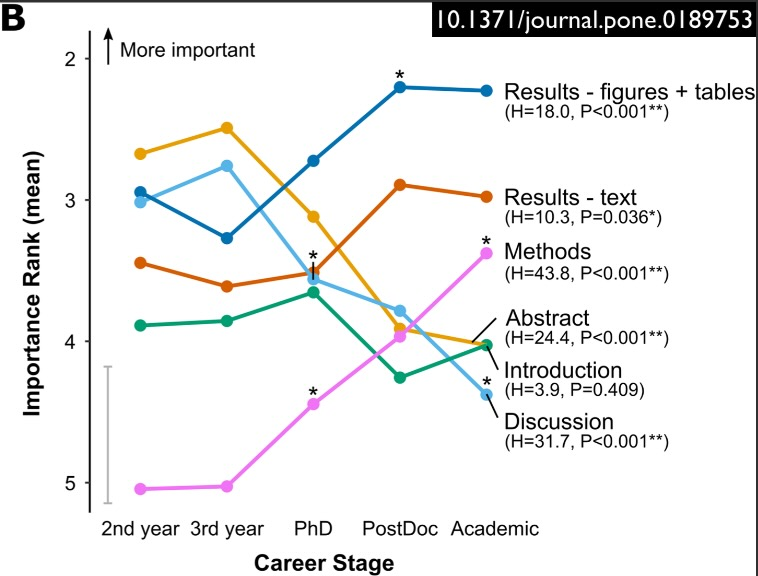 B
10.1371/journal.pone.0189753
More important
2
3
4
5
Importance Rank (mean)
*
*
*
*
*
Results - figures + tables
(H=18.0, P<0.001**)
Results - text
(H=10.3, P=0.036*)
Methods
(H=43.8, P<0.001**)
Abstract
(H=24.4, P<0.001**)
Introduction
(H=3.9, P=0.409)
Discussion
(H=31.7, P<0.001**)
2nd year 3rd year PhD PostDoc Academic
Career Stage